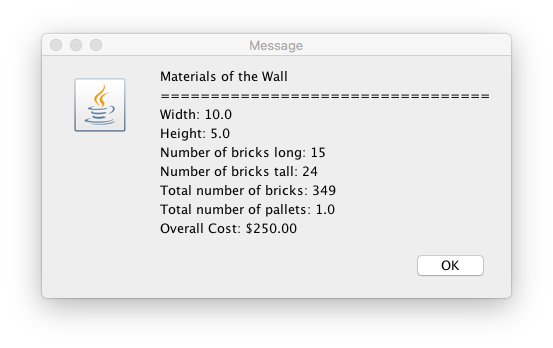 Message
Materials of the Wall
=================================
Width: 10.0
Height: 5.0
Number of bricks long: 15
Number of bricks tall: 24
Total number of bricks: 349
Total number of pallets: 1.0
Overall Cost: $250.00
OK